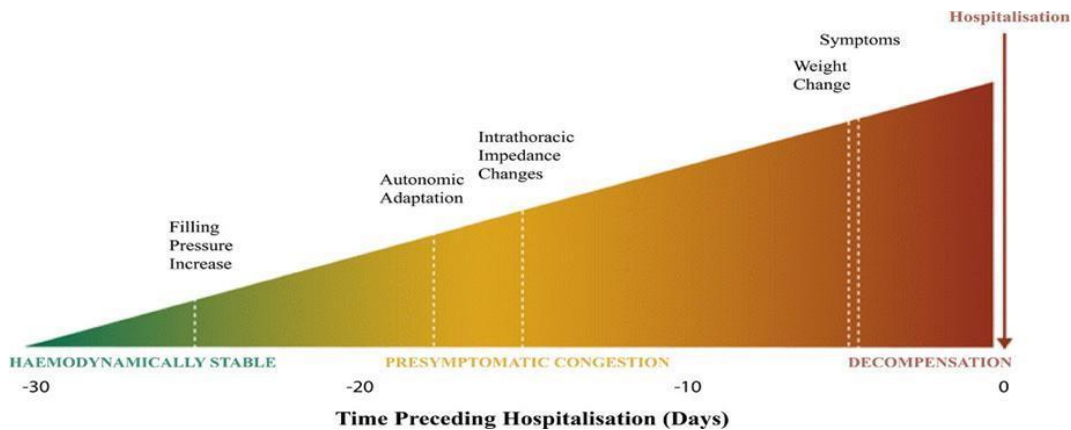 Hospitalisation
Symptoms
Weight
Change
Intrathoracic
Impedance
Changes
Autonomic
Adaptation
Filling
Pressure
Increase
HAEMODYNAMICALLY STABLE
PRESYMPTOMATIC CONGESTION
DECOMPENSATION
-30
-20
-10
0
Time Preceding Hospitalisation (Days)